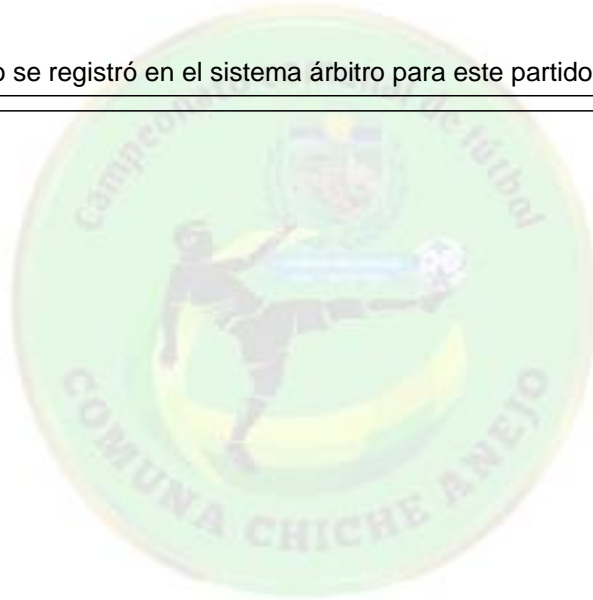 o se registró en el sistema árbitro para este partido
Campeonato de fútbol
COMUNA CHICHE ANEJO